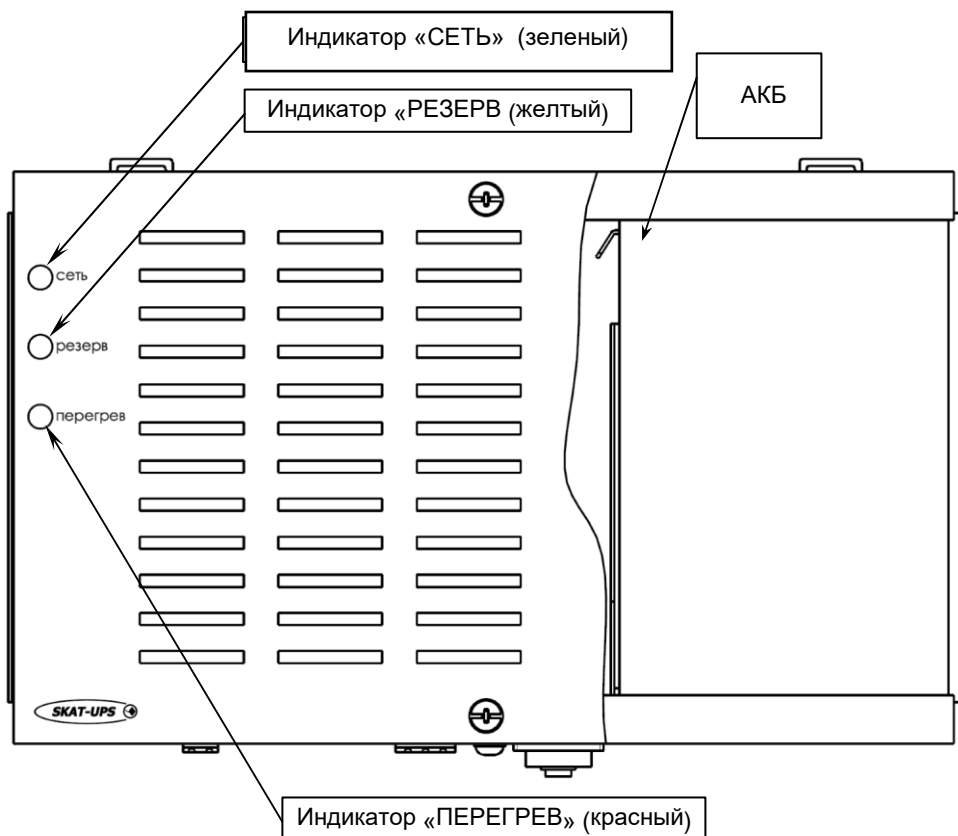 Индикатор «СЕТЬ» (зеленый)
Индикатор «РЕЗЕРВ (желтый)
АКБ
сеть
резерв
перегрев
SKAT-UPS
Индикатор «ПЕРЕГРЕВ» (красный)